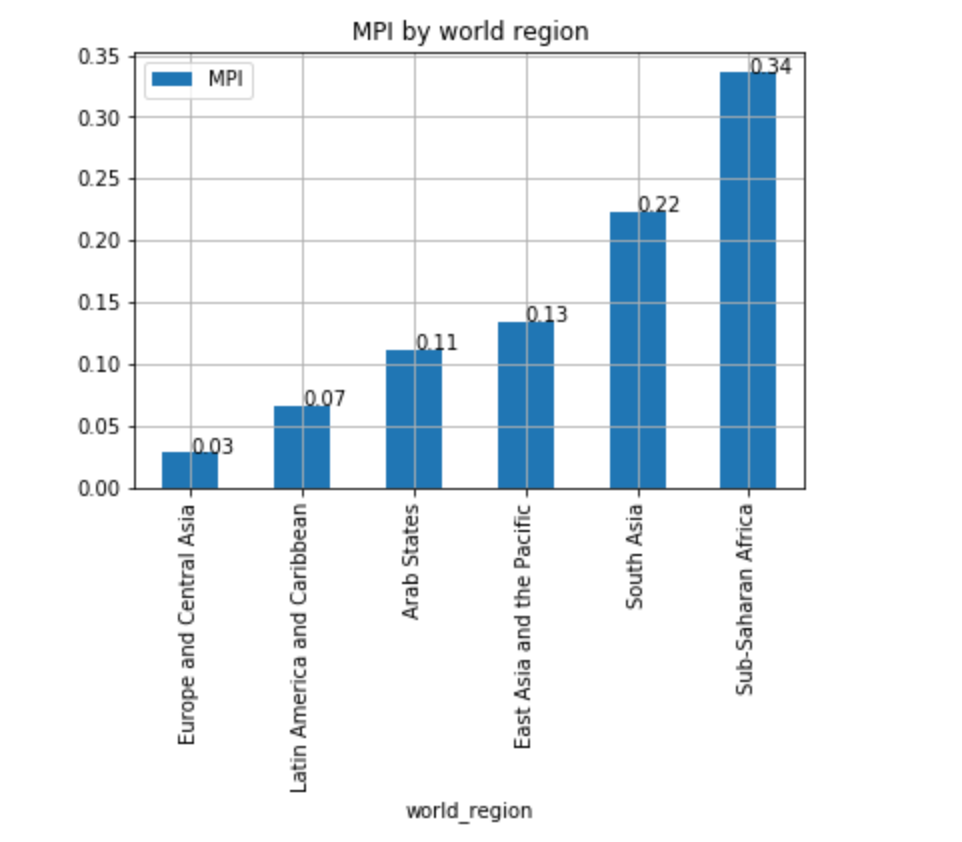 MPI by world region
MPI
0.35
0.30
0.25
0.20
0.15
0.10
0.05
0.00
0.03
0.07
0.11
0.13
0.22
0.34
Europe and Central Asia
Latin America and Caribbean
Arab States
East Asia and the Pacific
South Asia
Sub-Saharan Africa
world_region